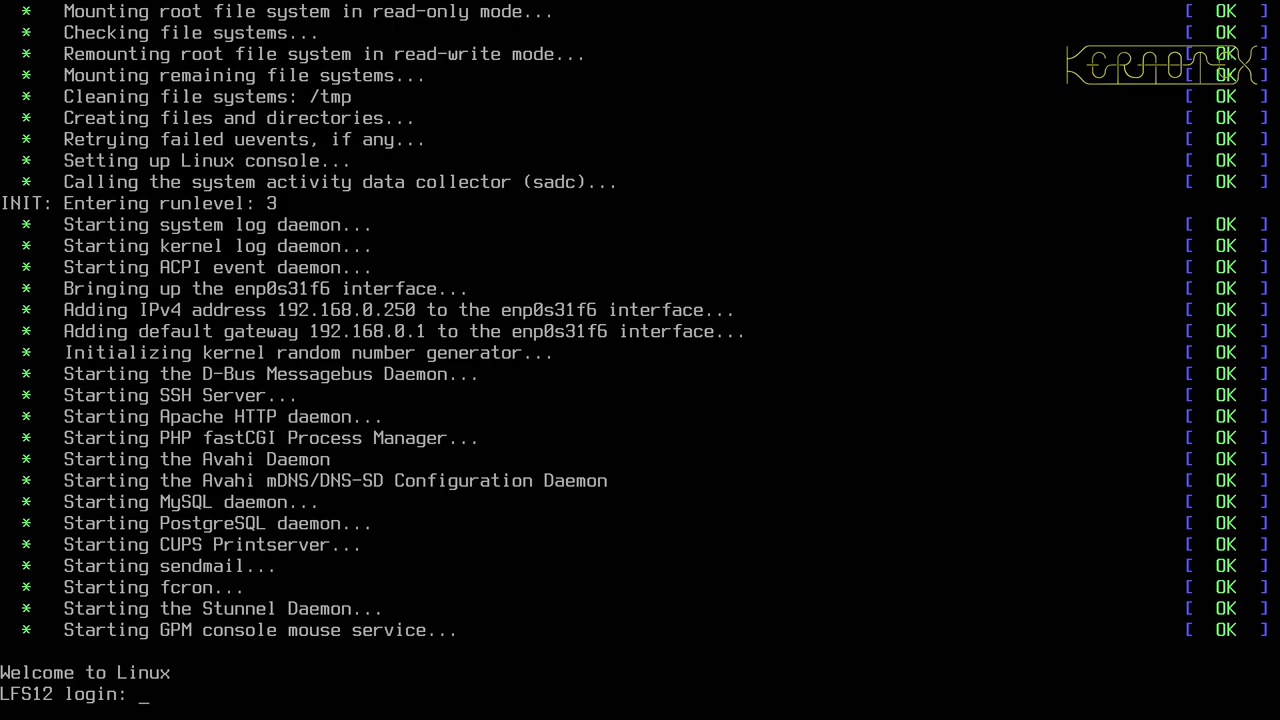 * Mounting root file system in read-only mode... [ OK ]
* Checking file systems... [ OK ]
* Remounting root file system in read-write mode... [ OK ]
* Mounting remaining file systems... [ OK ]
* Cleaning file systems: /tmp [ OK ]
* Creating files and directories... [ OK ]
* Retrying failed uevents, if any... [ OK ]
* Setting up Linux console... [ OK ]
* Calling the system activity data collector (sadc)... [ OK ]
INIT: Entering runlevel: 3
* Starting system log daemon... [ OK ]
* Starting kernel log daemon... [ OK ]
* Starting ACPI event daemon... [ OK ]
* Bringing up the enp0s31f6 interface... [ OK ]
* Adding IPv4 address 192.168.0.250 to the enp0s31f6 interface... [ OK ]
* Adding default gateway 192.168.0.1 to the enp0s31f6 interface... [ OK ]
* Initializing kernel random number generator... [ OK ]
* Starting the D-Bus Messagebus Daemon... [ OK ]
* Starting SSH Server... [ OK ]
* Starting Apache HTTP daemon... [ OK ]
* Starting PHP fastCGI Process Manager... [ OK ]
* Starting the Avahi Daemon [ OK ]
* Starting the Avahi mDNS/DNS-SD Configuration Daemon [ OK ]
* Starting MySQL daemon... [ OK ]
* Starting PostgreSQL daemon... [ OK ]
* Starting CUPS Printserver... [ OK ]
* Starting sendmail... [ OK ]
* Starting fcron... [ OK ]
* Starting the Stunnel Daemon... [ OK ]
* Starting GPM console mouse service... [ OK ]
Welcome to Linux
LFS12 login: _